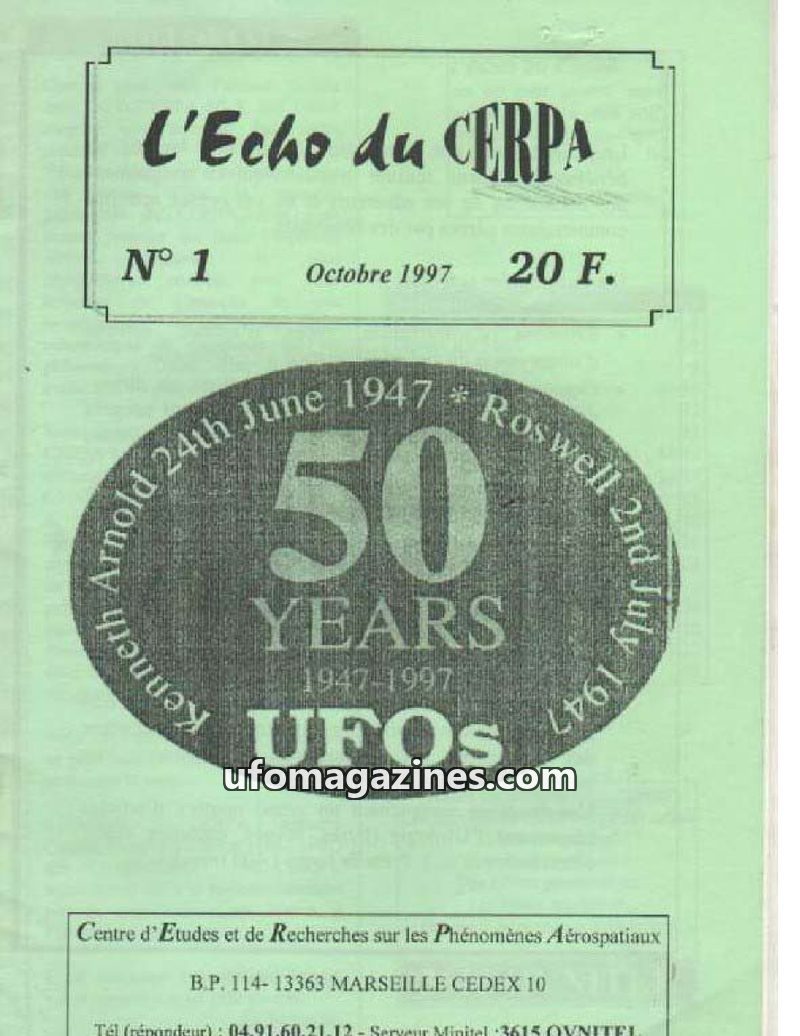 L'Echo du CERPA
N° 1 Octobre 1997 20 F.
Kenneth Arnold 24th June 1947 * Roswell 2nd July 1947
50
YEARS
1947-1997
UFOs
ufomagazines.com
Centre d'Etudes et de Recherches sur les Phénomènes Aérospatiaux
B.P. 114- 13363 MARSEILLE CEDEX 10
Tél (répondeur) : 04.91.60.21.12 - Serveur Minitel :3615 OVNITEL